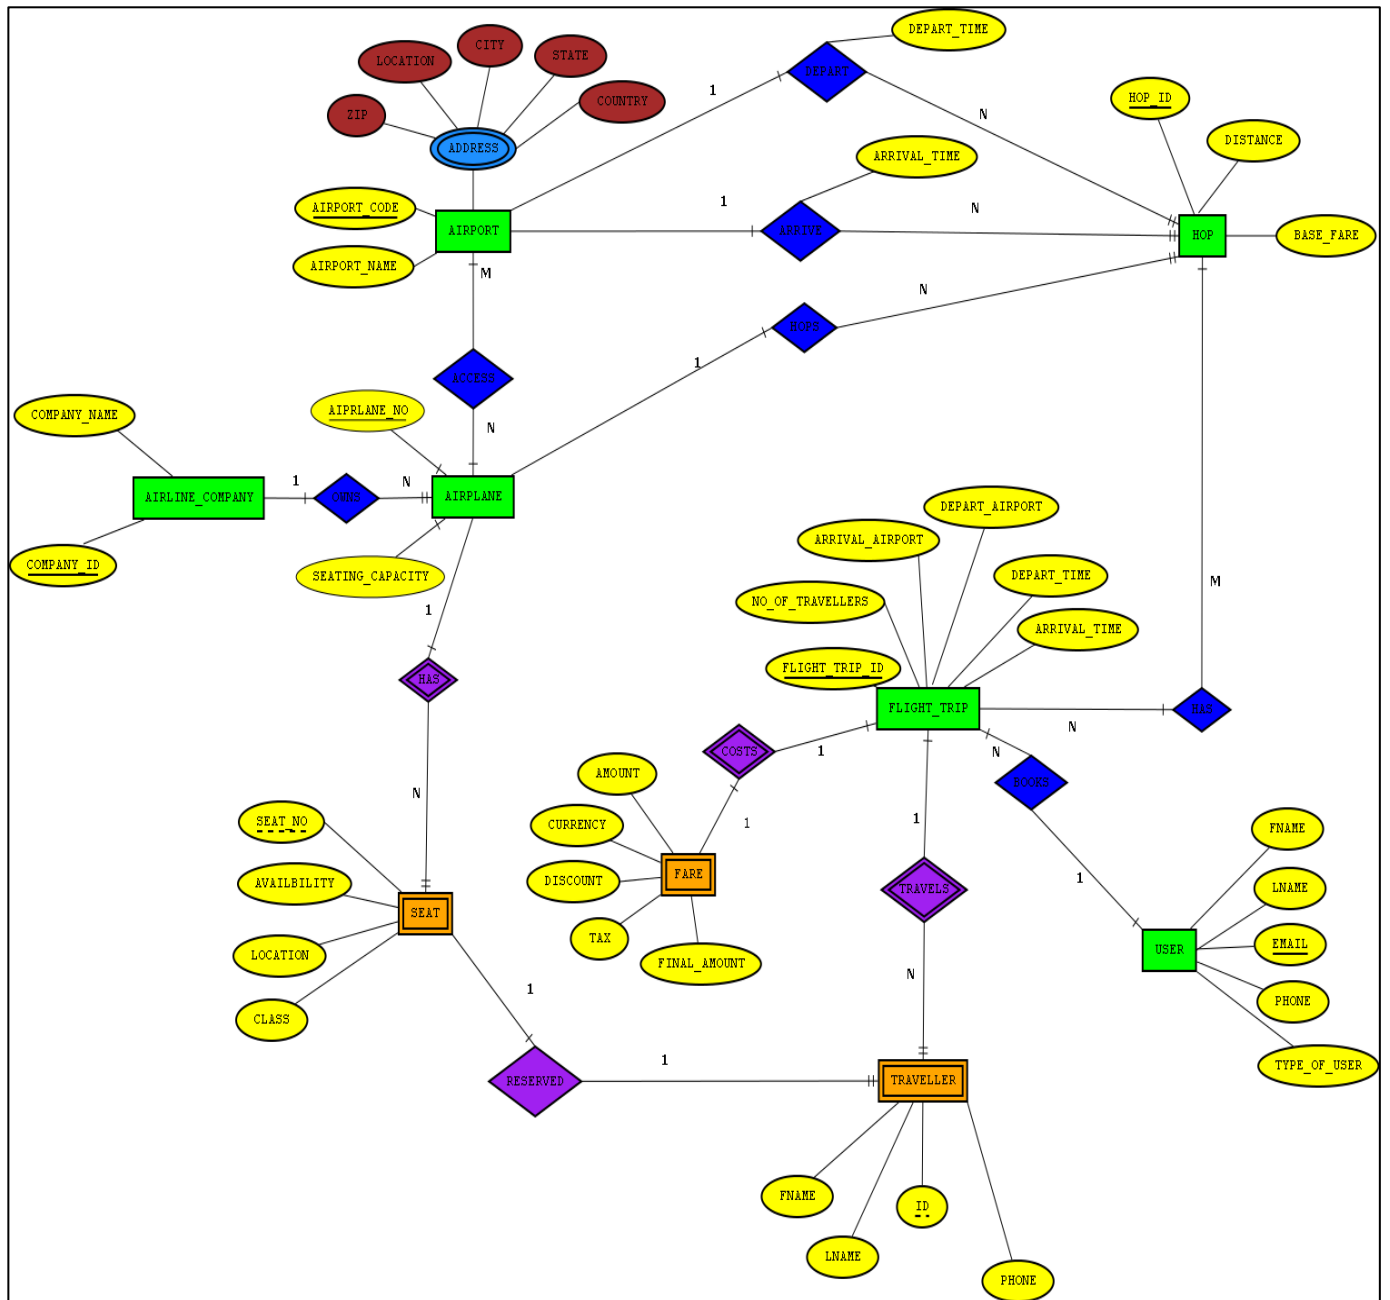 DEPART_TIME
CITY
LOCATION
STATE
DEPART
1
COUNTRY
HOP_ID
ZIP
N
DISTANCE
ADDRESS
ARRIVAL_TIME
AIRPORT_CODE
1
N
AIRPORT
ARRIVE
HOP
BASE_FARE
AIRPORT_NAME
M
N
HOPS
1
ACCESS
AIPRLANE_NO
COMPANY_NAME
N
1
N
AIRLINE_COMPANY
OWNS
AIRPLANE
DEPART_AIRPORT
ARRIVAL_AIRPORT
COMPANY_ID
SEATING_CAPACITY
DEPART_TIME
M
NO_OF_TRAVELLERS
1
ARRIVAL_TIME
FLIGHT_TRIP_ID
HAS
FLIGHT_TRIP
HAS
N
COSTS
1
N
AMOUNT
BOOKS
N
SEAT_NO
CURRENCY
1
1
FNAME
FARE
1
AVAILBILITY
DISCOUNT
TRAVELS
LNAME
SEAT
TAX
EMAIL
LOCATION
FINAL_AMOUNT
USER
N
1
PHONE
CLASS
1
TYPE_OF_USER
RESERVED
TRAVELLER
FNAME
ID
LNAME
PHONE